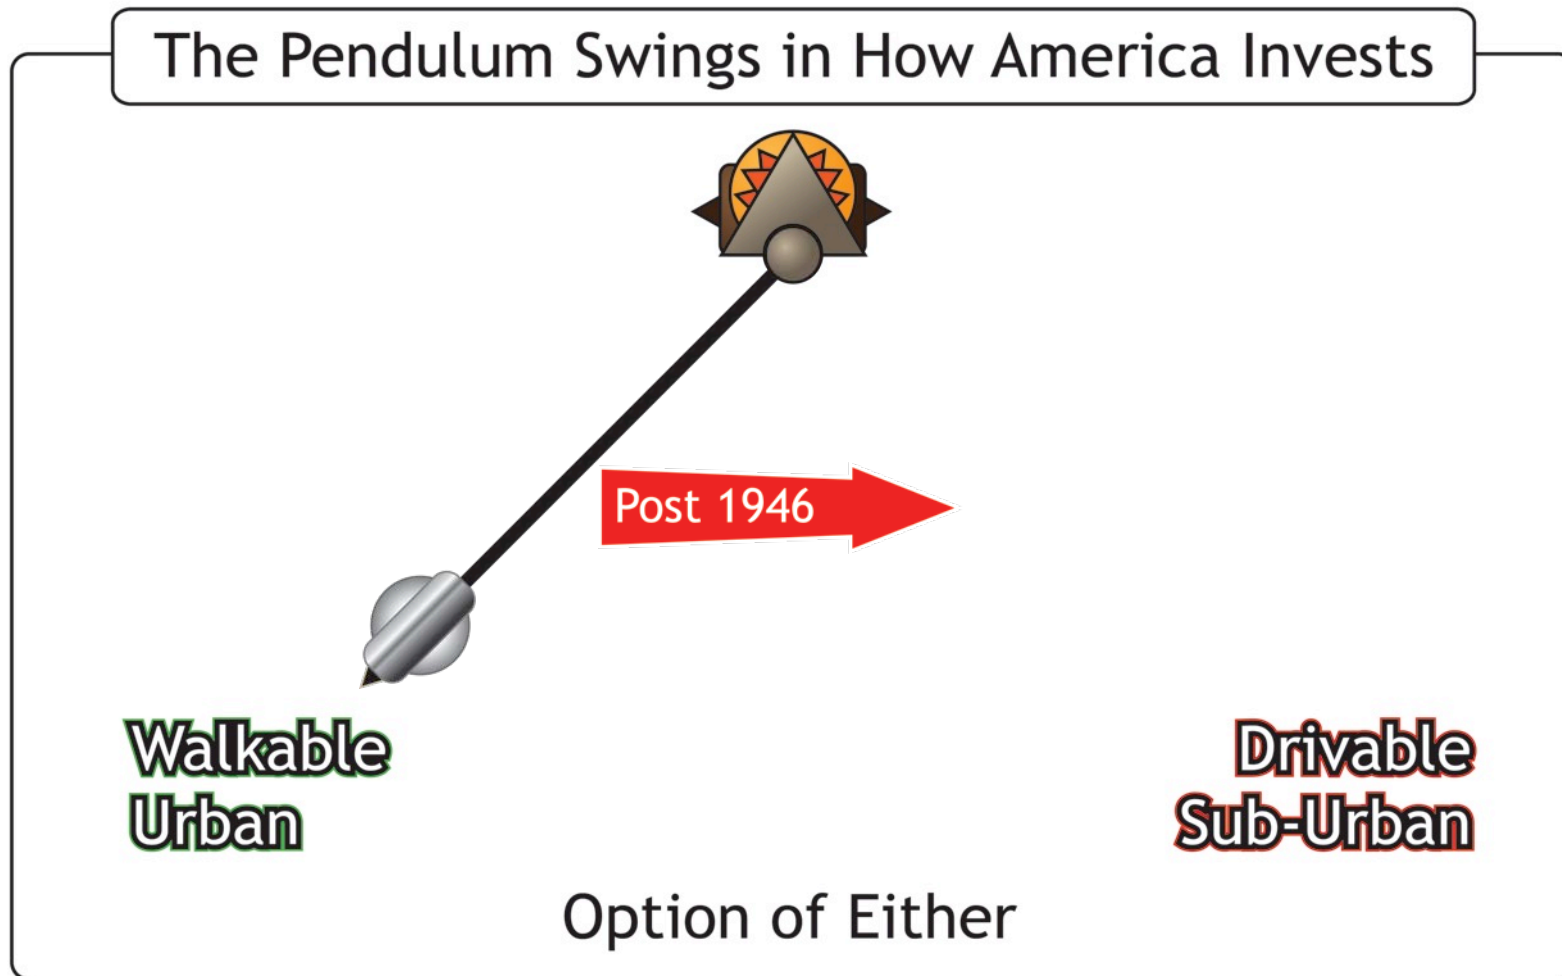 The Pendulum Swings in How America Invests
Post 1946
Walkable
Urban
Drivable
Sub-Urban
Option of Either